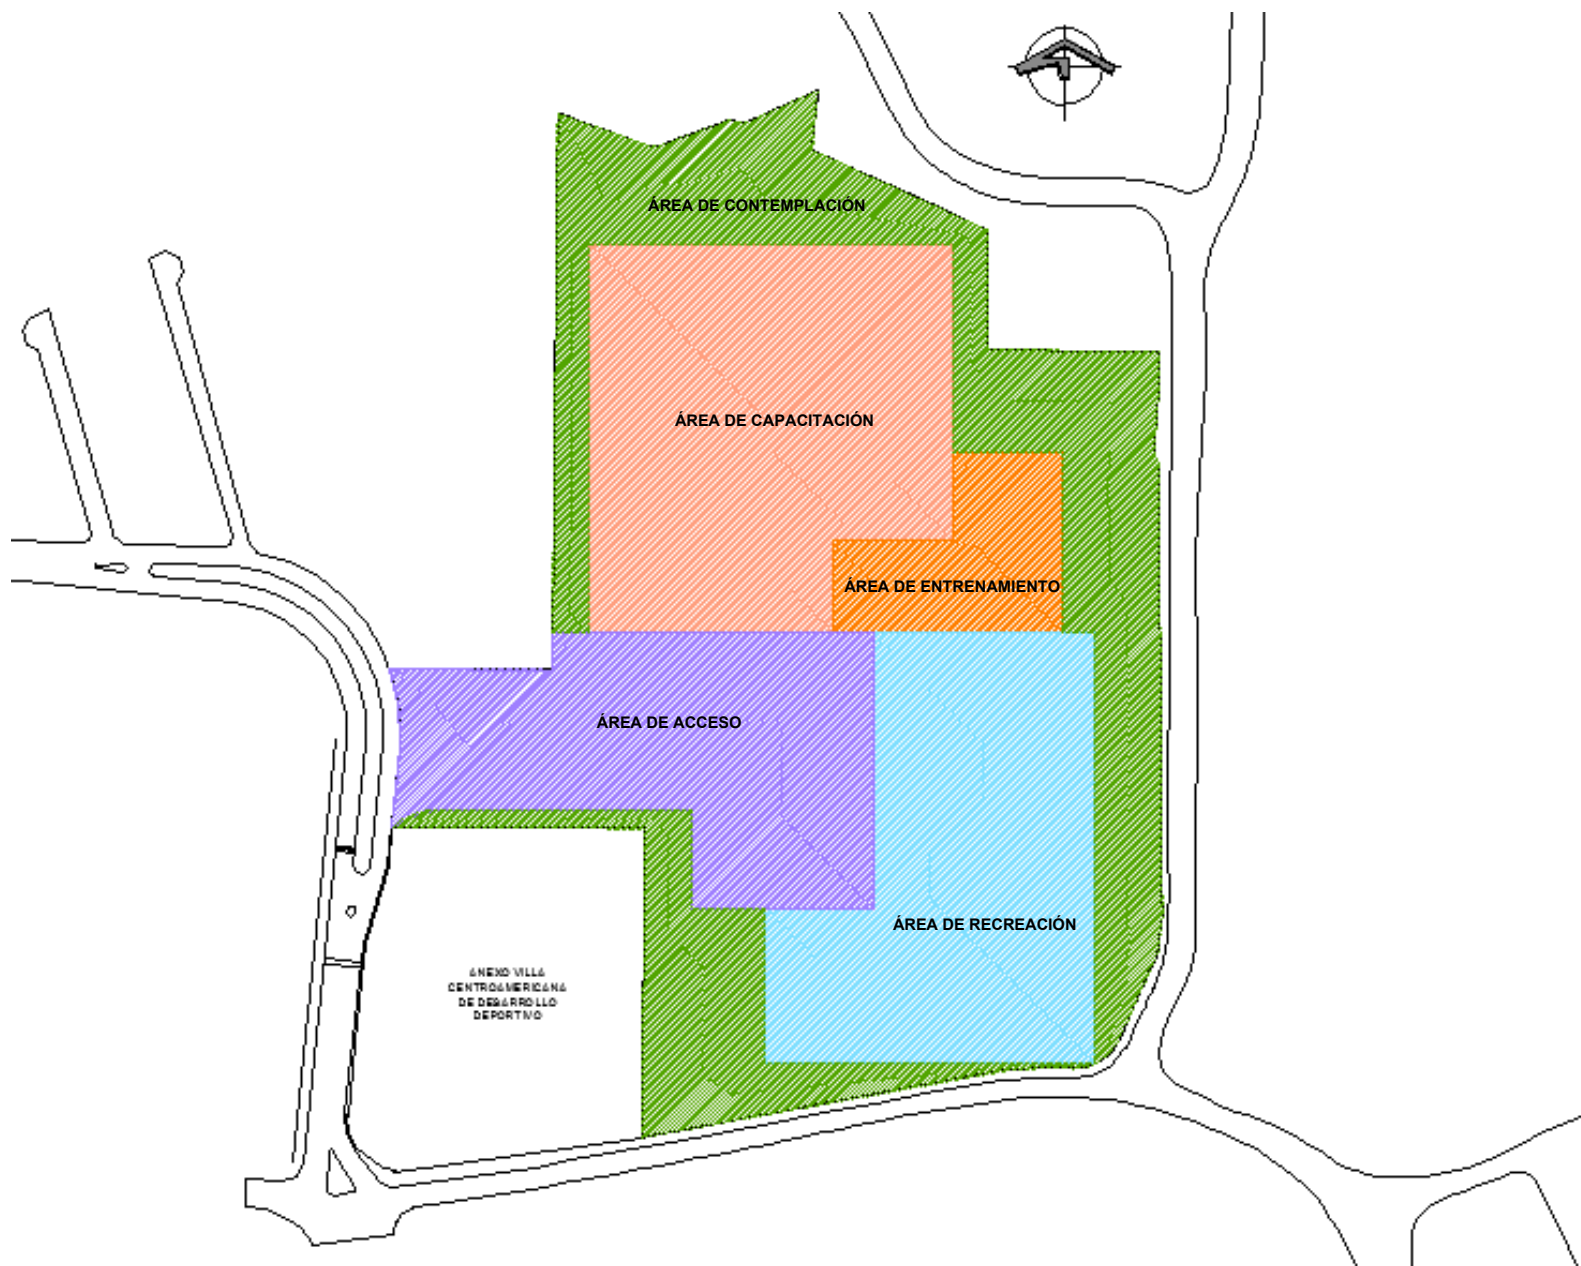 ÁREA DE CONTEMPLACIÓN
ÁREA DE CAPACITACIÓN
ÁREA DE ENTRENAMIENTO
ÁREA DE ACCESO
ÁREA DE RECREACIÓN
ANEXO VILLA
CENTROAMERICANA
DE DESARROLLO
DEPORTIVO